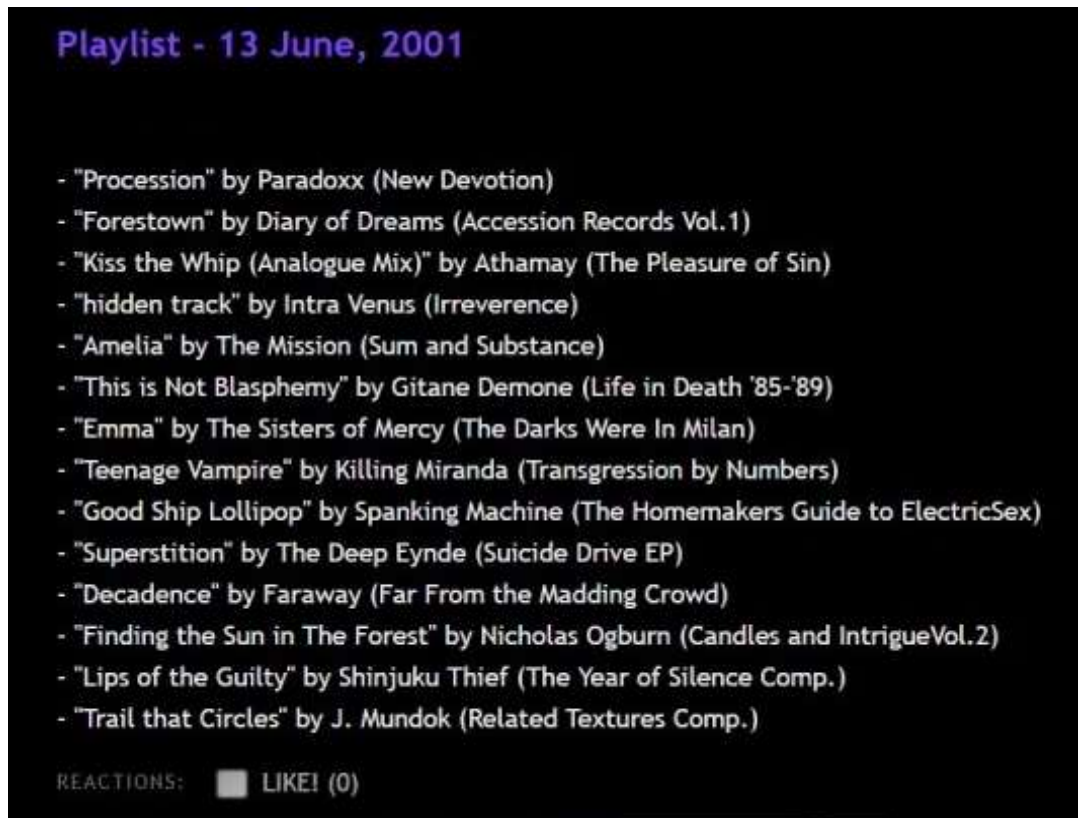 Playlist - 13 June, 2001
- "Procession" by Paradoxx (New Devotion)
- "Forestown" by Diary of Dreams (Accession Records Vol.1)
- "Kiss the Whip (Analogue Mix)" by Athamay (The Pleasure of Sin)
- "hidden track" by Intra Venus (Irreverence)
- "Amelia" by The Mission (Sum and Substance)
- "This is Not Blasphemy" by Gitane Demone (Life in Death '85-'89)
- "Emma" by The Sisters of Mercy (The Darks Were In Milan)
- "Teenage Vampire" by Killing Miranda (Transgression by Numbers)
- "Good Ship Lollipop" by Spanking Machine (The Homemakers Guide to ElectricSex)
- "Superstition" by The Deep Eynde (Suicide Drive EP)
- "Decadence" by Faraway (Far From the Madding Crowd)
- "Finding the Sun in The Forest" by Nicholas Ogburn (Candles and IntrigueVol.2)
- "Lips of the Guilty" by Shinjuku Thief (The Year of Silence Comp.)
- "Trail that Circles" by J. Mundok (Related Textures Comp.)
REACTIONS: LIKE! (0)